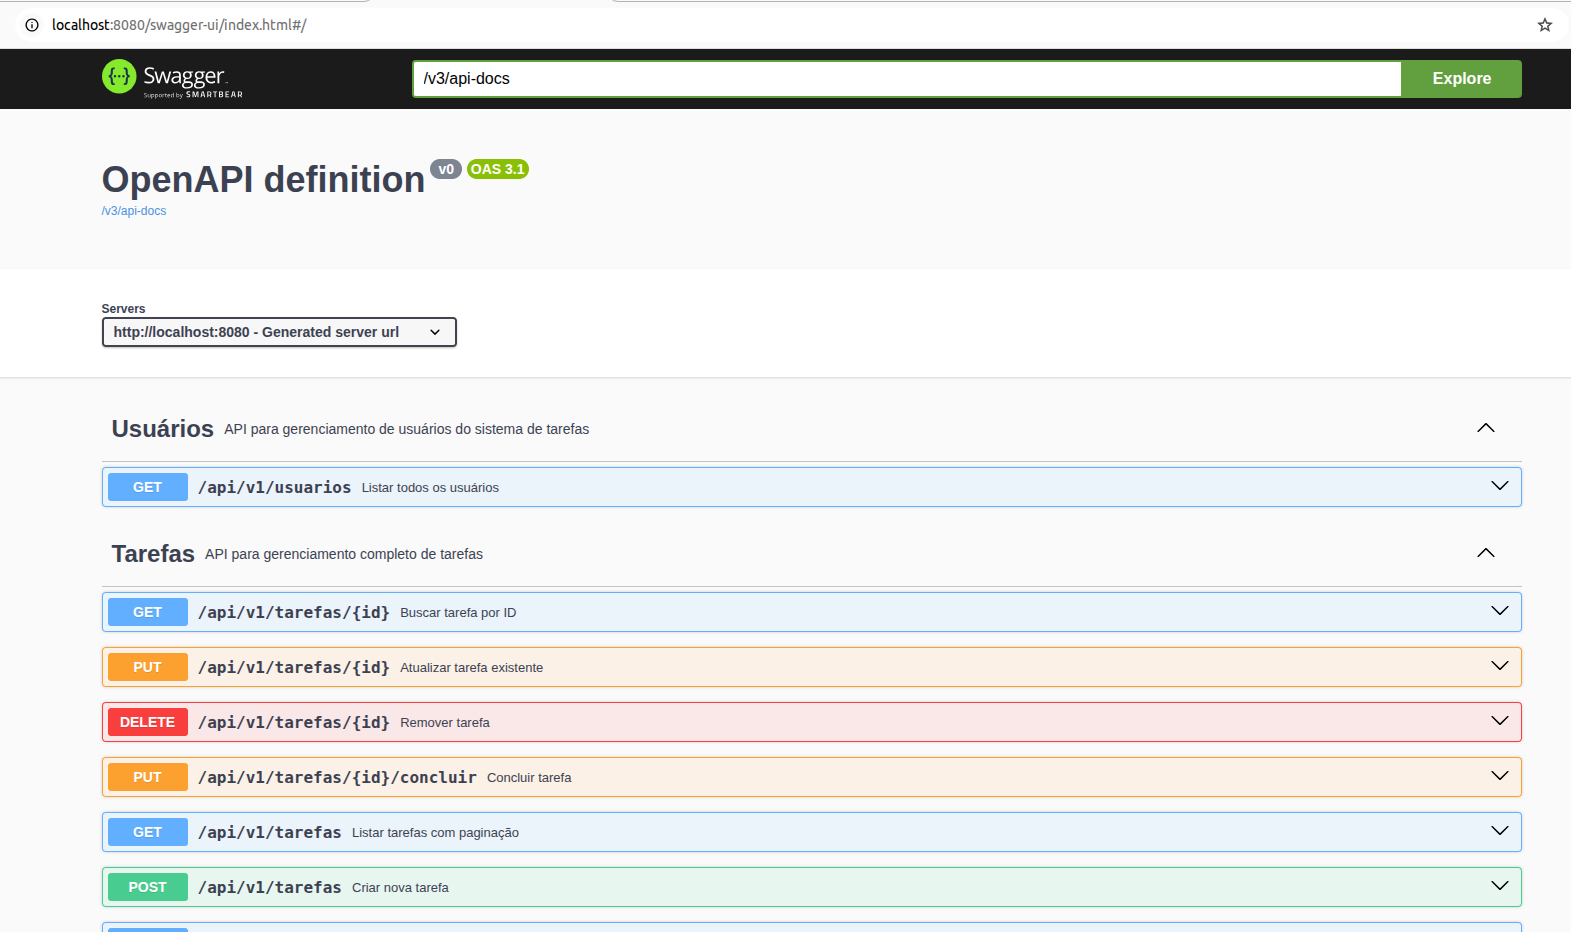 localhost:8080/swagger-ui/index.html#/
Swagger
Supported by SMARTBEAR
/v3/api-docs
Explore
OpenAPI definition v0 OAS 3.1
/v3/api-docs
Servers
http://localhost:8080 - Generated server url
Usuários API para gerenciamento de usuários do sistema de tarefas
GET /api/v1/usuarios Listar todos os usuários
Tarefas API para gerenciamento completo de tarefas
GET /api/v1/tarefas/{id} Buscar tarefa por ID
PUT /api/v1/tarefas/{id} Atualizar tarefa existente
DELETE /api/v1/tarefas/{id} Remover tarefa
PUT /api/v1/tarefas/{id}/concluir Concluir tarefa
GET /api/v1/tarefas Listar tarefas com paginação
POST /api/v1/tarefas Criar nova tarefa